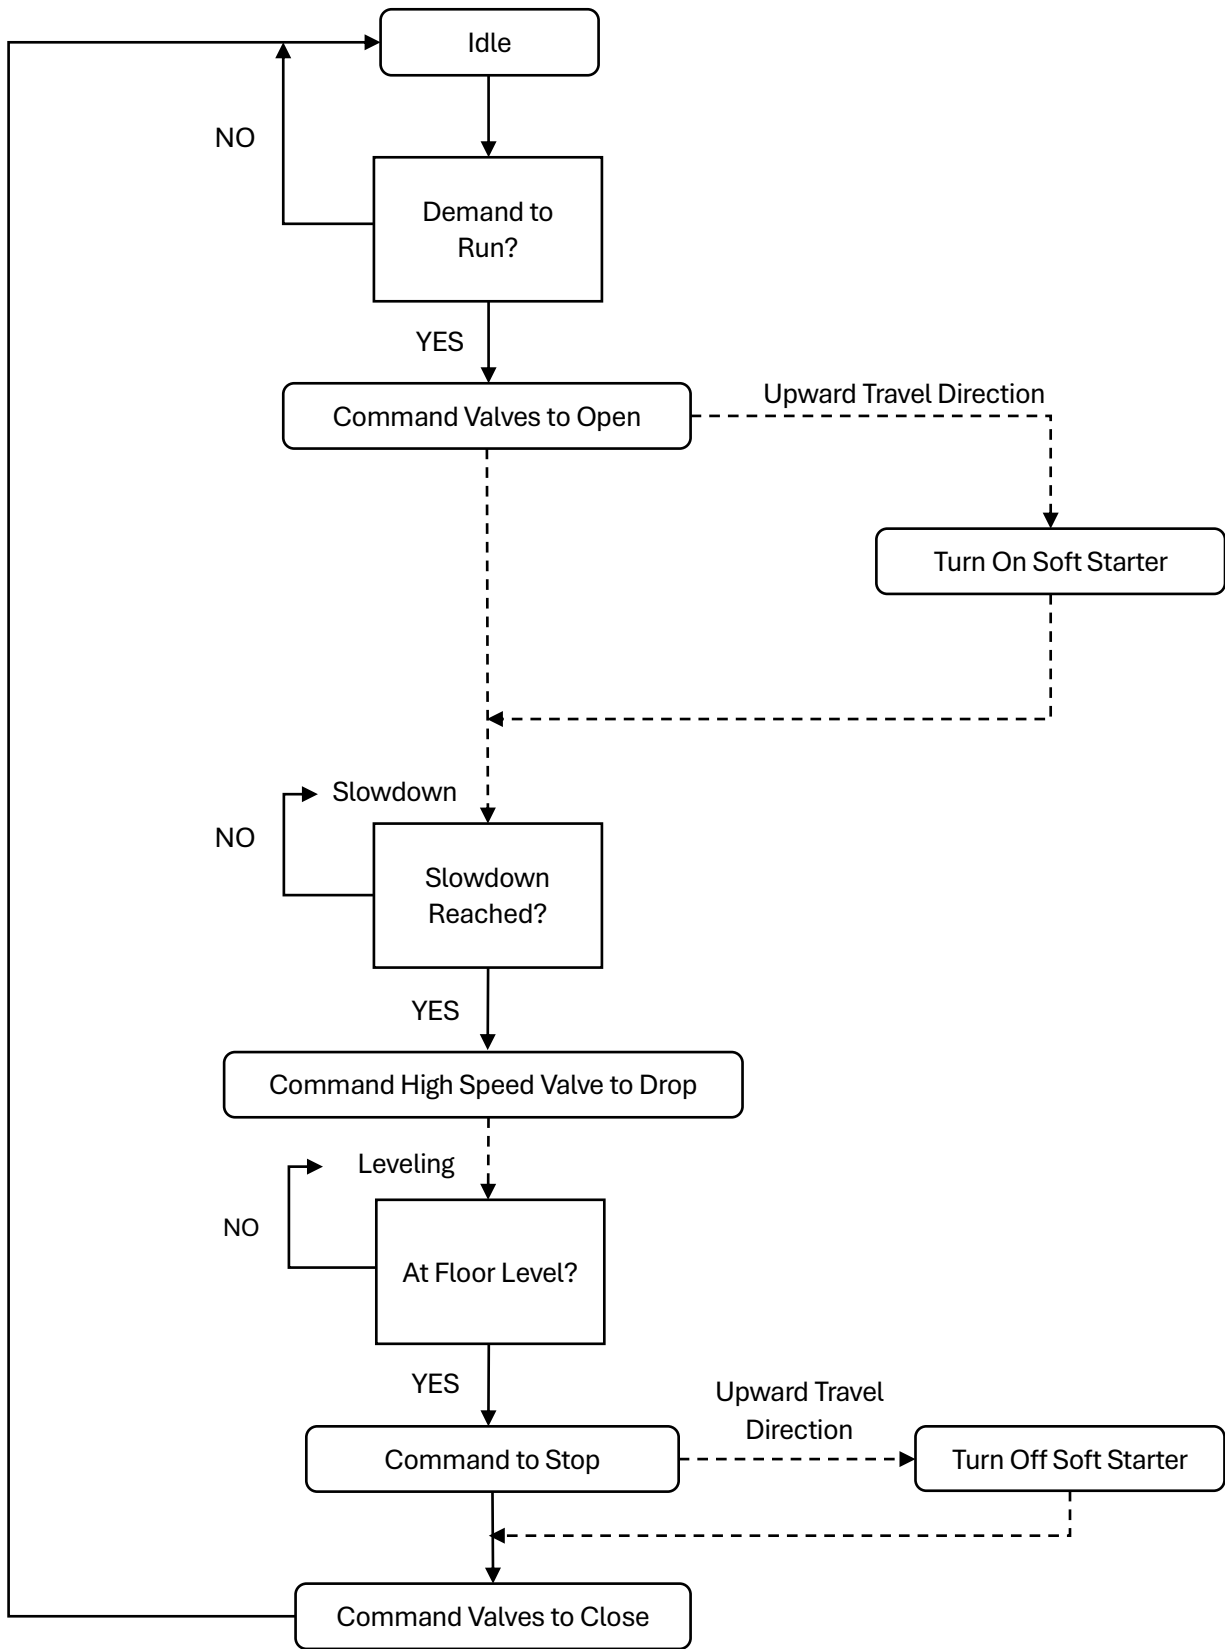 Idle
NO
Demand to
Run?
YES
Upward Travel Direction
Command Valves to Open
Turn On Soft Starter
Slowdown
NO
Slowdown
Reached?
YES
Command High Speed Valve to Drop
Leveling
NO
At Floor Level?
YES
Upward Travel
Direction
Command to Stop
Turn Off Soft Starter
Command Valves to Close